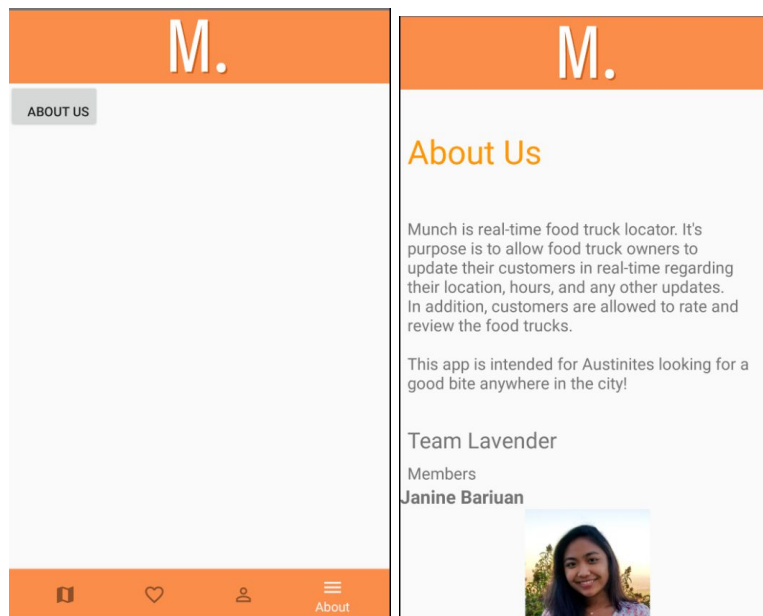 M.
ABOUT US
About
M.
About Us
Munch is real-time food truck locator. It's
purpose is to allow food truck owners to
update their customers in real-time regarding
their location, hours, and any other updates.
In addition, customers are allowed to rate and
review the food trucks.
This app is intended for Austinites looking for a
good bite anywhere in the city!
Team Lavender
Members
Janine Bariuan